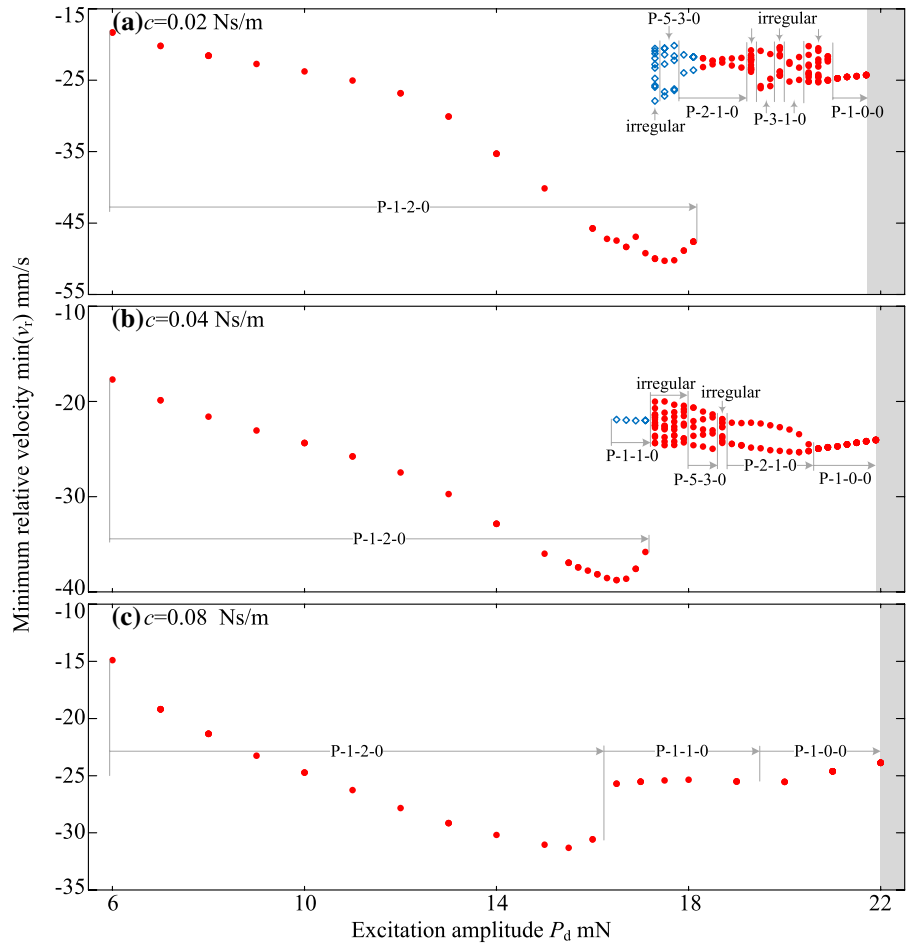 Minimum relative velocity min(vr) mm/s
-15
-25
-35
-45
-55
(a) c=0.02 Ns/m
P-5-3-0
irregular
irregular
P-2-1-0
P-3-1-0
P-1-0-0
P-1-2-0
-10
-20
-30
-40
(b) c=0.04 Ns/m
irregular
irregular
P-1-1-0
P-5-3-0
P-2-1-0
P-1-0-0
P-1-2-0
-10
-15
-20
-25
-30
-35
(c) c=0.08 Ns/m
P-1-2-0
P-1-1-0
P-1-0-0
6 10 14 18 22
Excitation amplitude Pd mN